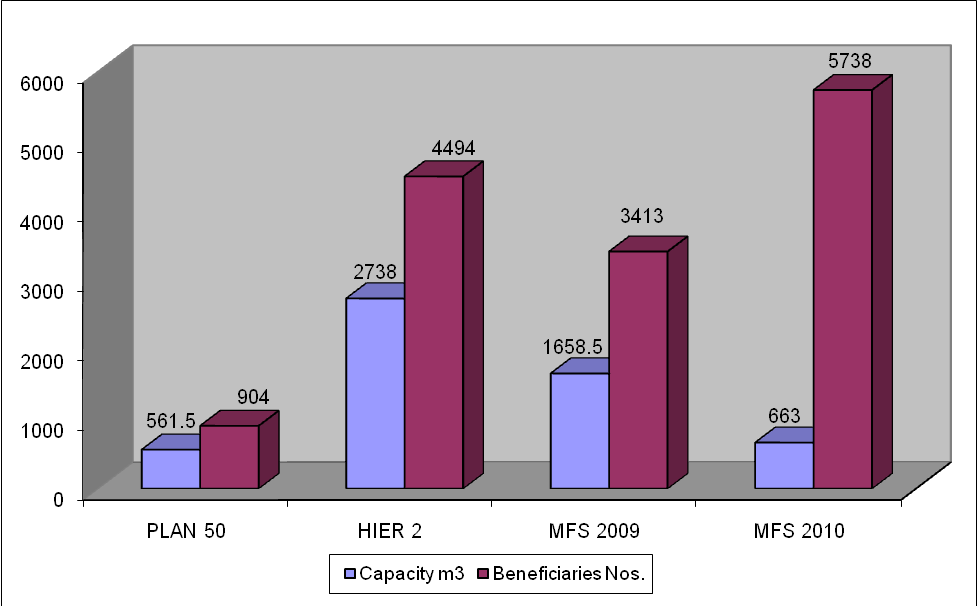 6000
5000
4000
3000
2000
1000
0
561.5
904
2738
4494
1658.5
3413
663
5738
PLAN 50
HIER 2
MFS 2009
MFS 2010
Capacity m3
Beneficiaries Nos.